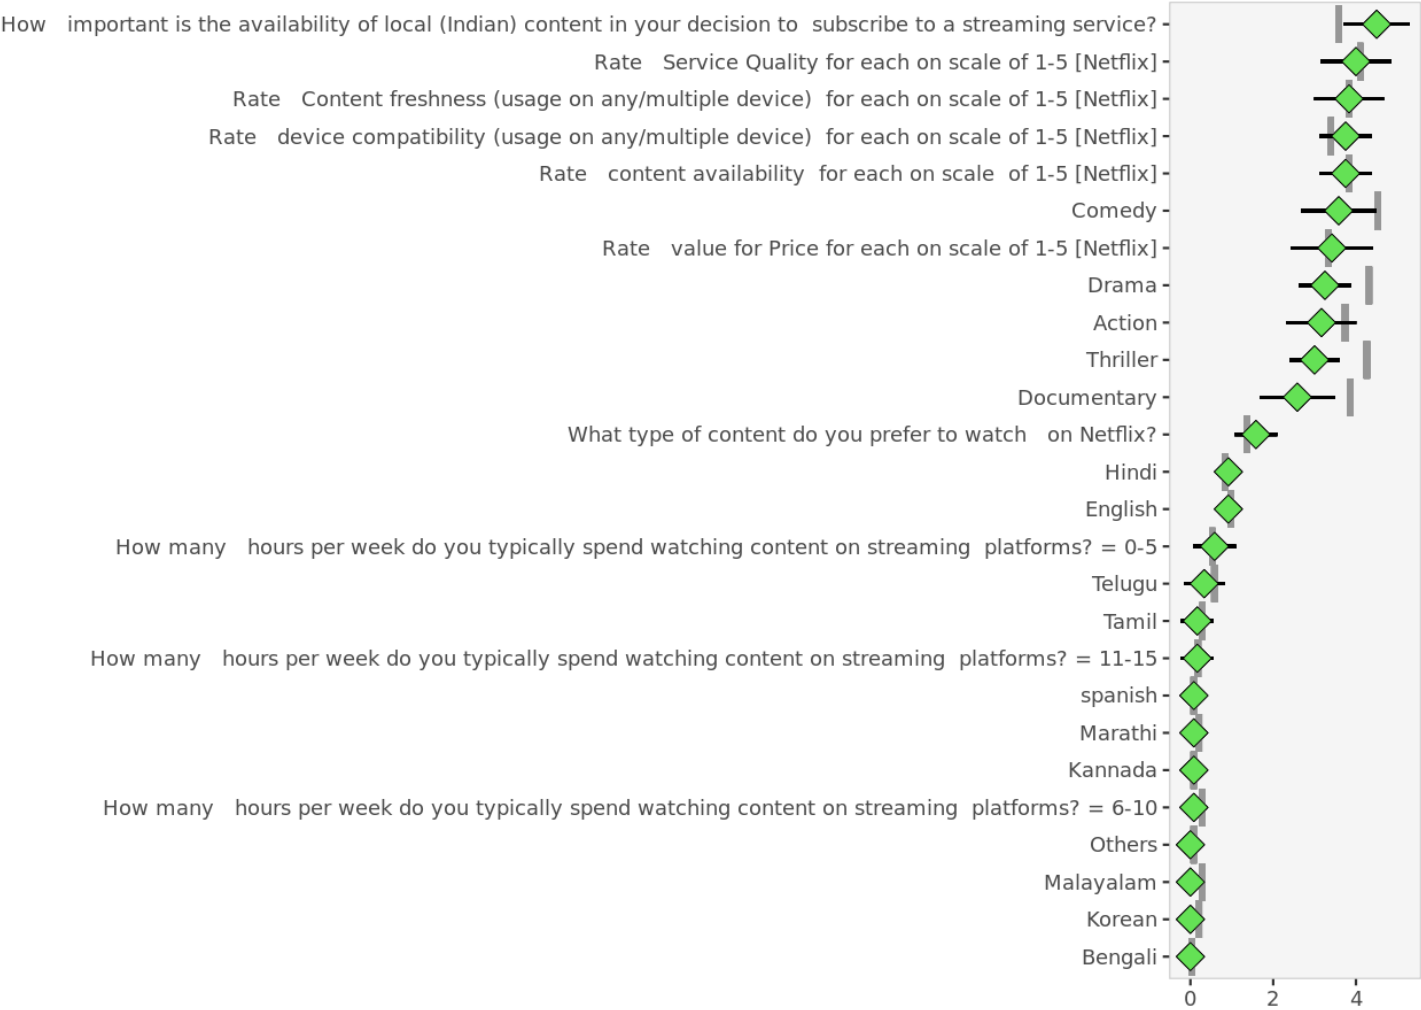 How important is the availability of local (Indian) content in your decision to subscribe to a streaming service?
Rate Service Quality for each on scale of 1-5 [Netflix]
Rate Content freshness (usage on any/multiple device) for each on scale of 1-5 [Netflix]
Rate device compatibility (usage on any/multiple device) for each on scale of 1-5 [Netflix]
Rate content availability for each on scale of 1-5 [Netflix]
Comedy
Rate value for Price for each on scale of 1-5 [Netflix]
Drama
Action
Thriller
Documentary
What type of content do you prefer to watch on Netflix?
Hindi
English
How many hours per week do you typically spend watching content on streaming platforms? = 0-5
Telugu
Tamil
How many hours per week do you typically spend watching content on streaming platforms? = 11-15
spanish
Marathi
Kannada
How many hours per week do you typically spend watching content on streaming platforms? = 6-10
Others
Malayalam
Korean
Bengali
0 2 4